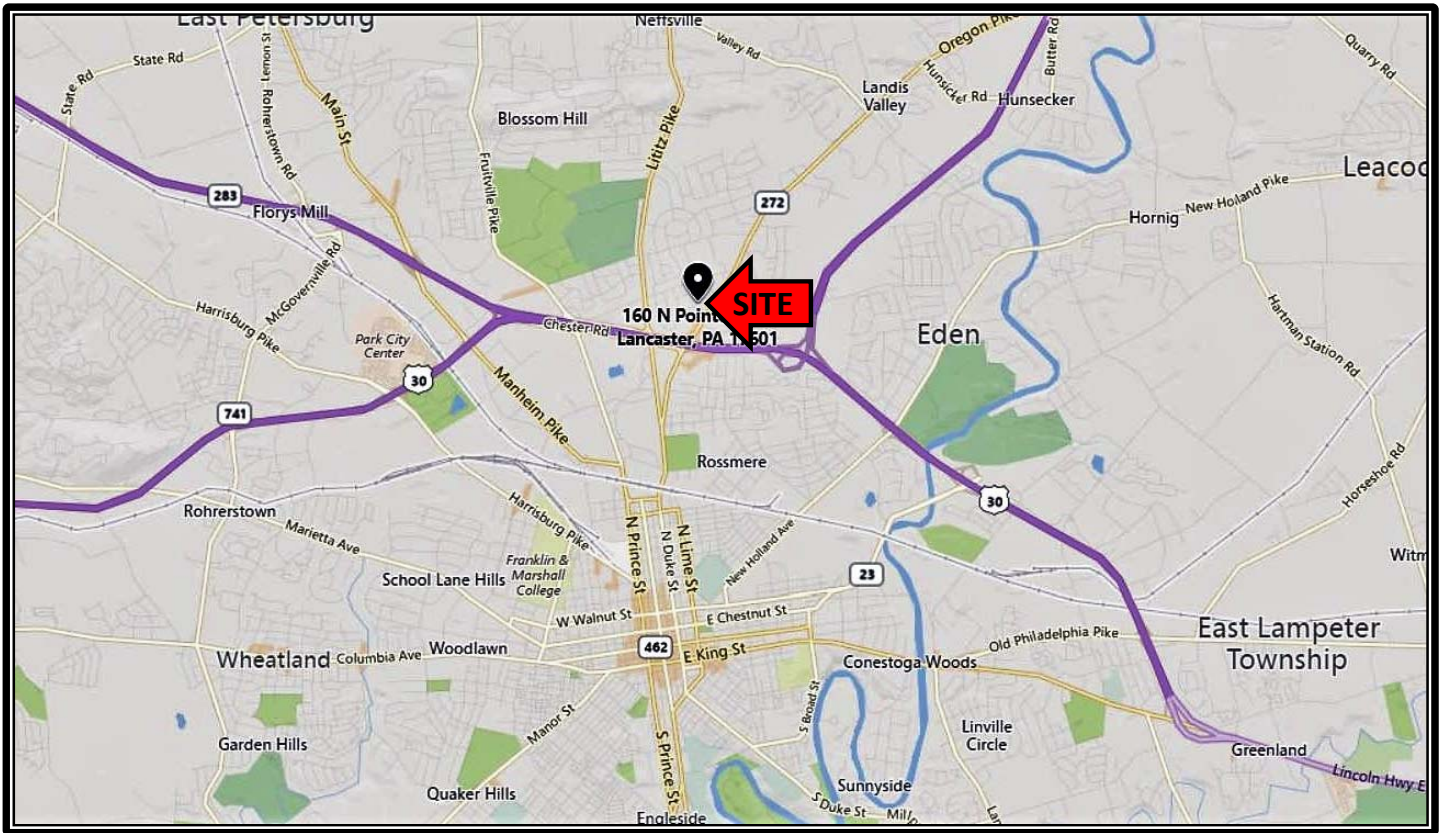 East Petersburg
Neffsville
Valley Rd
Oregon Pike
Butter Rd
Quarry Rd
State Rd
State Rd
Lemon St
Rohrerstown Rd
Main St
Blossom Hill
Lititz Pike
Landis
Valley
Hunsicker Rd
Hunsecker
Fruitville Pike
Leacoc
283
Florys Mill
272
New Holland Pike
Hornig
McGovernville Rd
Harrisburg Pike
Park City
Center
Chester Rd
160 N Point
Lancaster, PA 17601
SITE
Eden
Hartman Station Rd
30
741
Manheim Pike
Rossmere
Horseshoe Rd
30
Rohrerstown
Marietta Ave
Harrisburg Pike
N Prince St
N Duke St
N Lime St
New Holland Ave
Franklin &
Marshall
College
School Lane Hills
23
Witm
W Walnut St
E Chestnut St
Old Philadelphia Pike
East Lampeter
Township
Wheatland
Columbia Ave
Woodlawn
462
E King St
Conestoga Woods
Manor St
S Broad St
Linville
Circle
Garden Hills
S Prince St
Greenland
Lincoln Hwy E
Quaker Hills
Sunnyside
S Duke St
Millp
Lam
Engleside